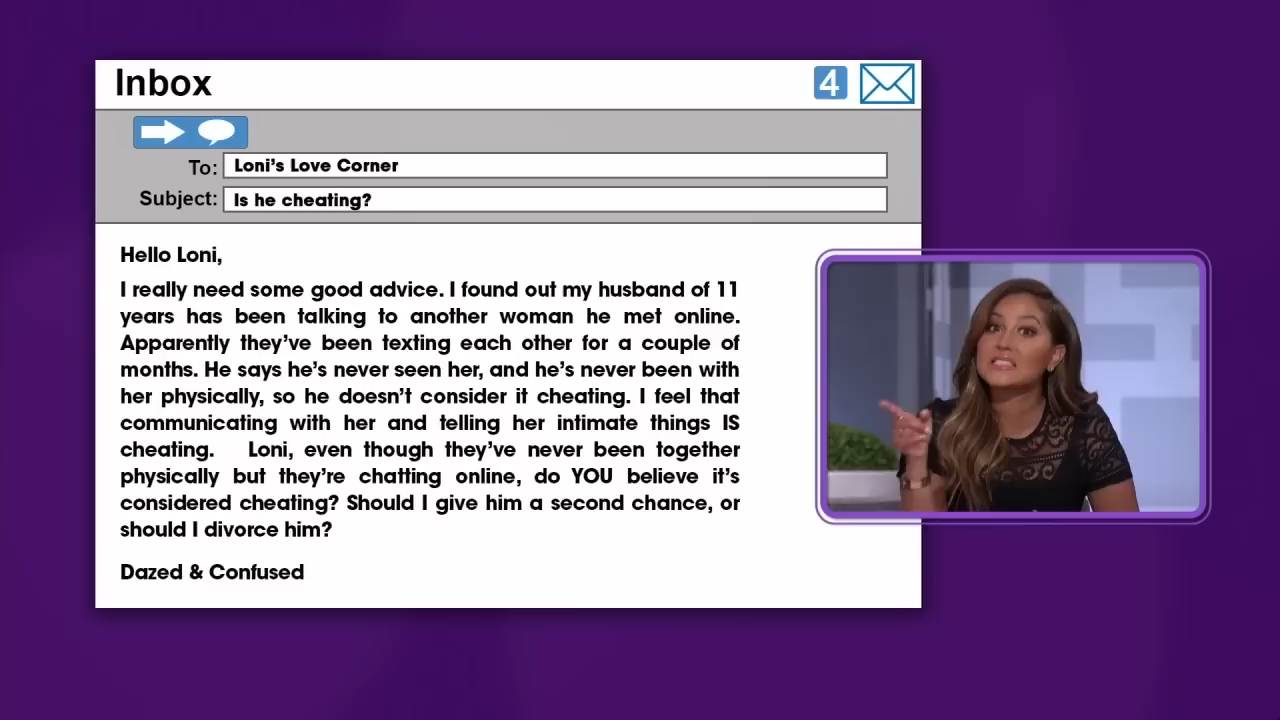 Inbox
4
To: Loni's Love Corner
Subject: Is he cheating?
Hello Loni,
I really need some good advice. I found out my husband of 11
years has been talking to another woman he met online.
Apparently they've been texting each other for a couple of
months. He says he's never seen her, and he's never been with
her physically, so he doesn't consider it cheating. I feel that
communicating with her and telling her intimate things IS
cheating. Loni, even though they've never been together
physically but they're chatting online, do YOU believe it's
considered cheating? Should I give him a second chance, or
should I divorce him?
Dazed & Confused